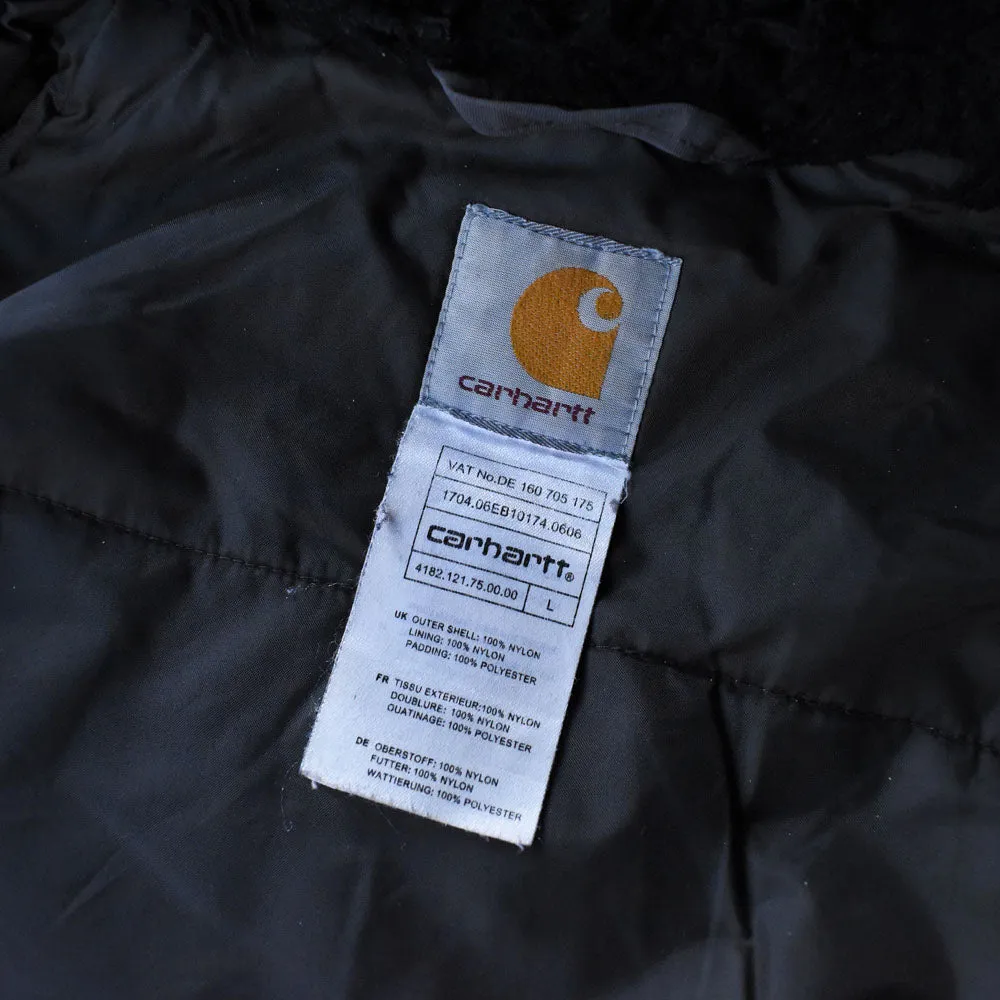 carhartt
VAT No.DE 160 705 175
1704.06EB10174.0606
carhartt®
4182.121.75.00.00 L
UK OUTER SHELL: 100% NYLON
LINING: 100% NYLON
PADDING: 100% POLYESTER
FR TISSU EXTERIEUR:100% NYLON
DOUBLURE: 100% NYLON
OUATINAGE: 100% POLYESTER
DE OBERSTOFF: 100% NYLON
FUTTER: 100% NYLON
WATTIERUNG: 100% POLYESTER